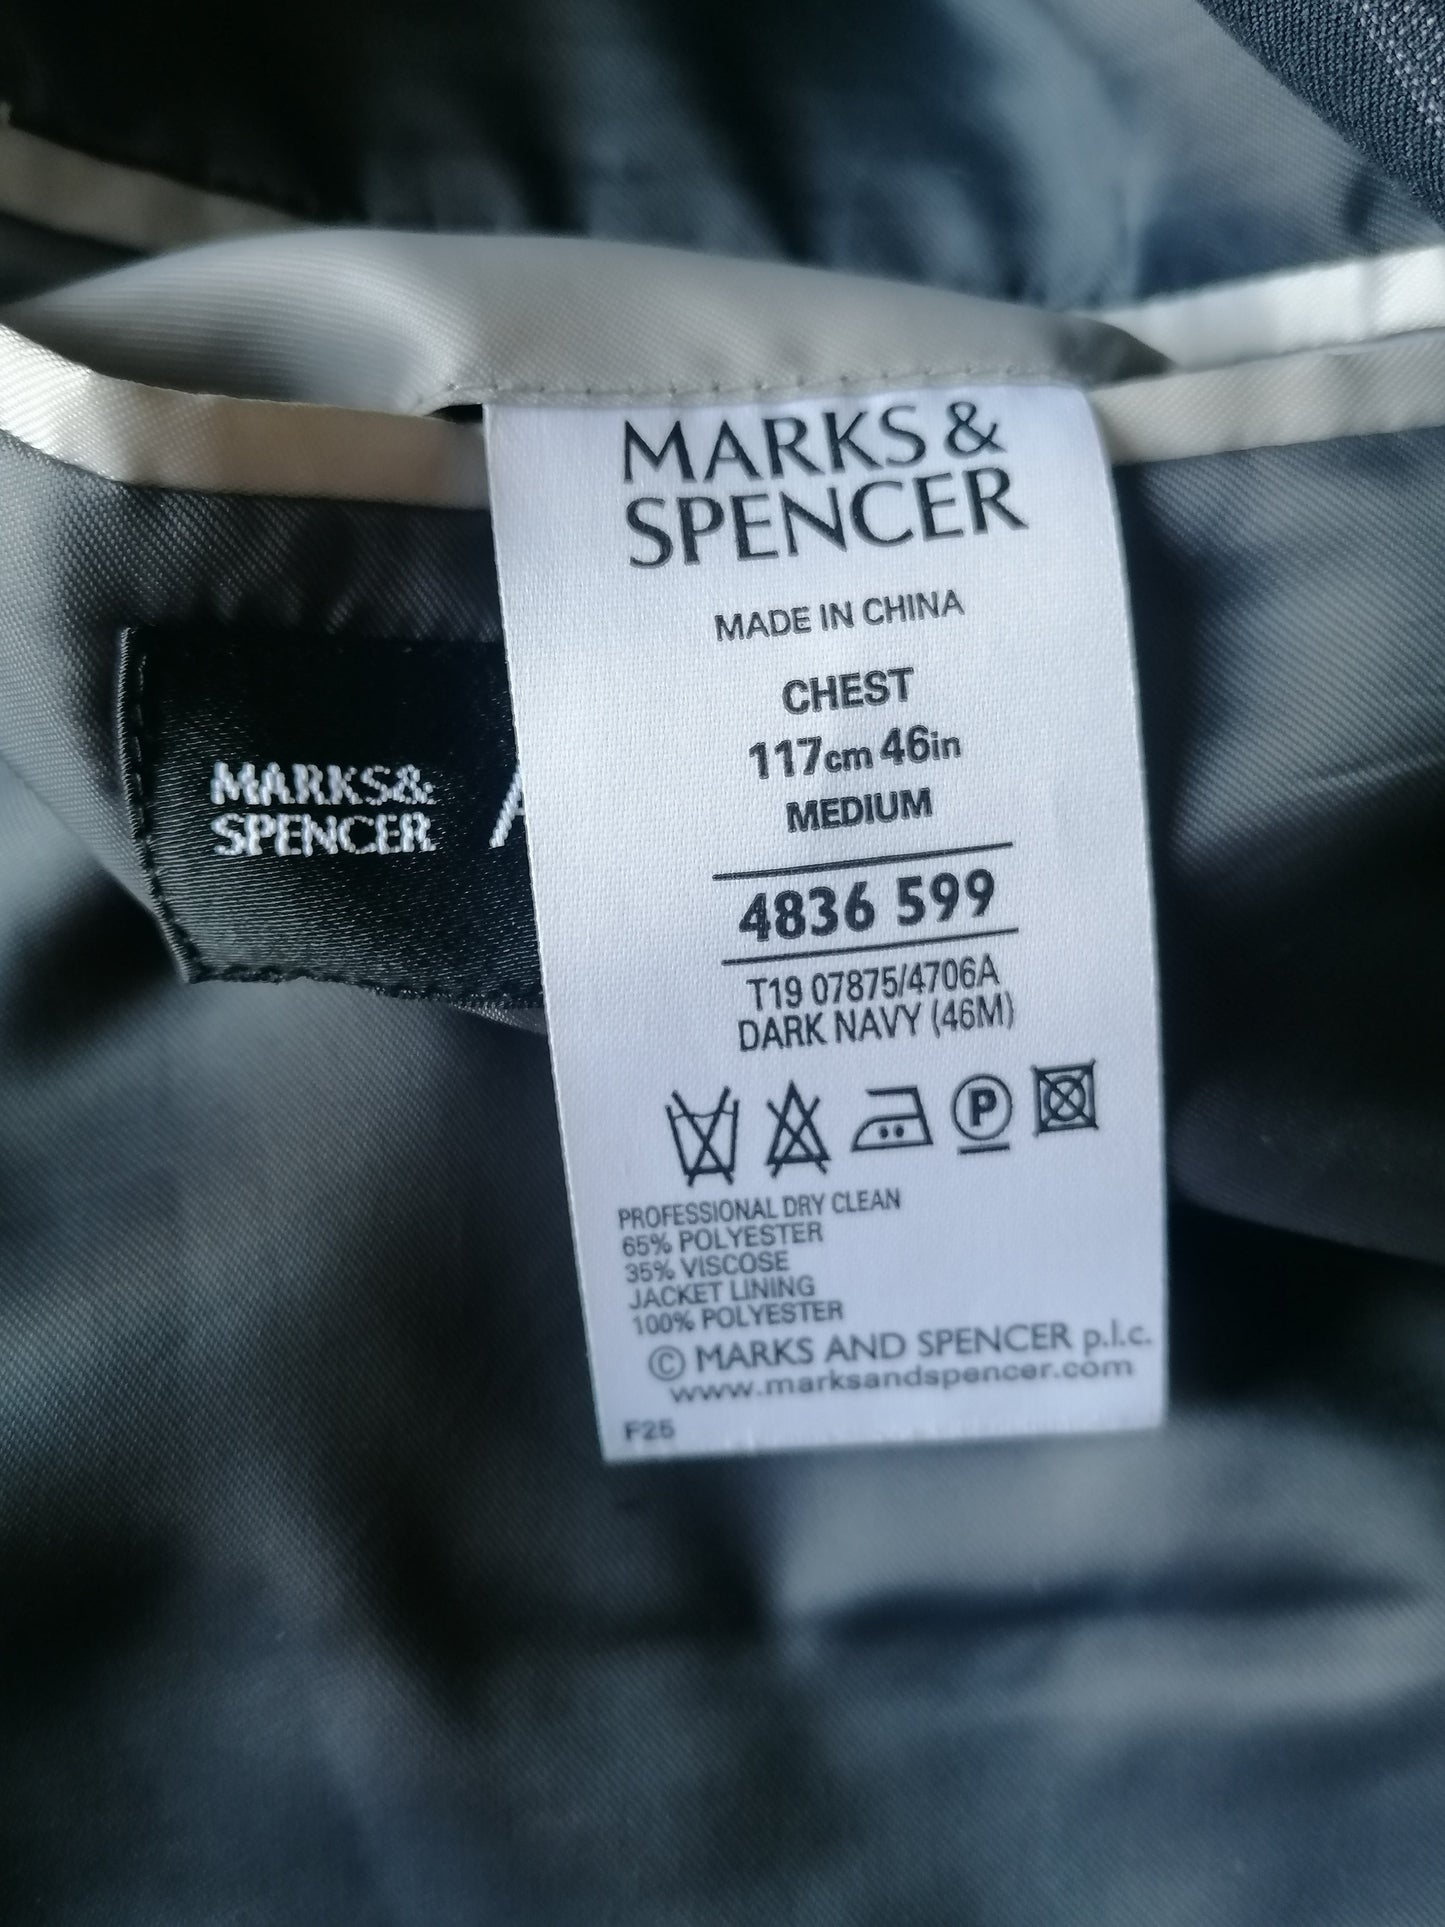 MARKS &
SPENCER
MADE IN CHINA
CHEST
117cm 46in
MEDIUM
4836 599
T19 07875/4706A
DARK NAVY (46M)
P
PROFESSIONAL DRY CLEAN
65% POLYESTER
35% VISCOSE
JACKET LINING
100% POLYESTER
© MARKS AND SPENCER p.l.c.
www.marksandspencer.com
F25
MARKS&
SPENCER